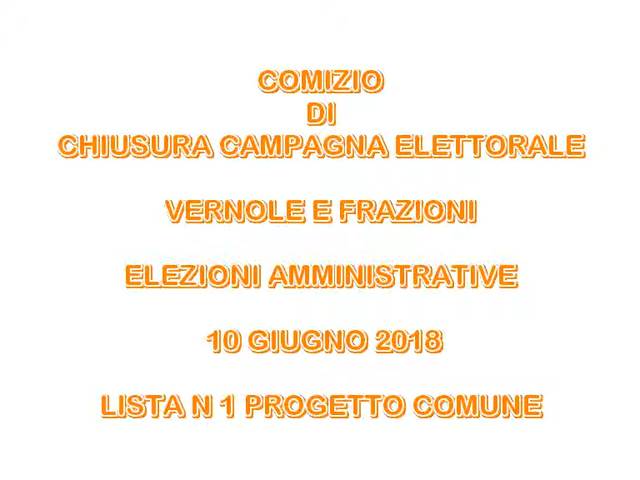 COMIZIO
DI
CHIUSURA CAMPAGNA ELETTORALE
VERNOLE E FRAZIONI
ELEZIONI AMMINISTRATIVE
10 GIUGNO 2018
LISTA N 1 PROGETTO COMUNE